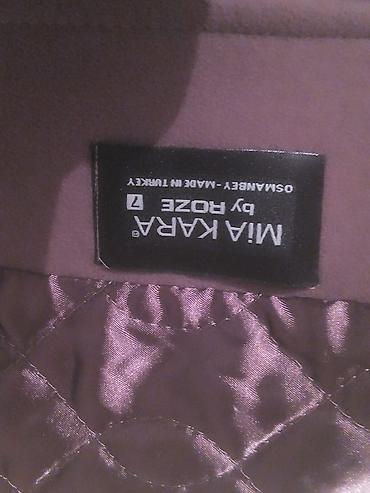 MiA KARA®
by ROZE 7
OSMANBEY - MADE IN TURKEY